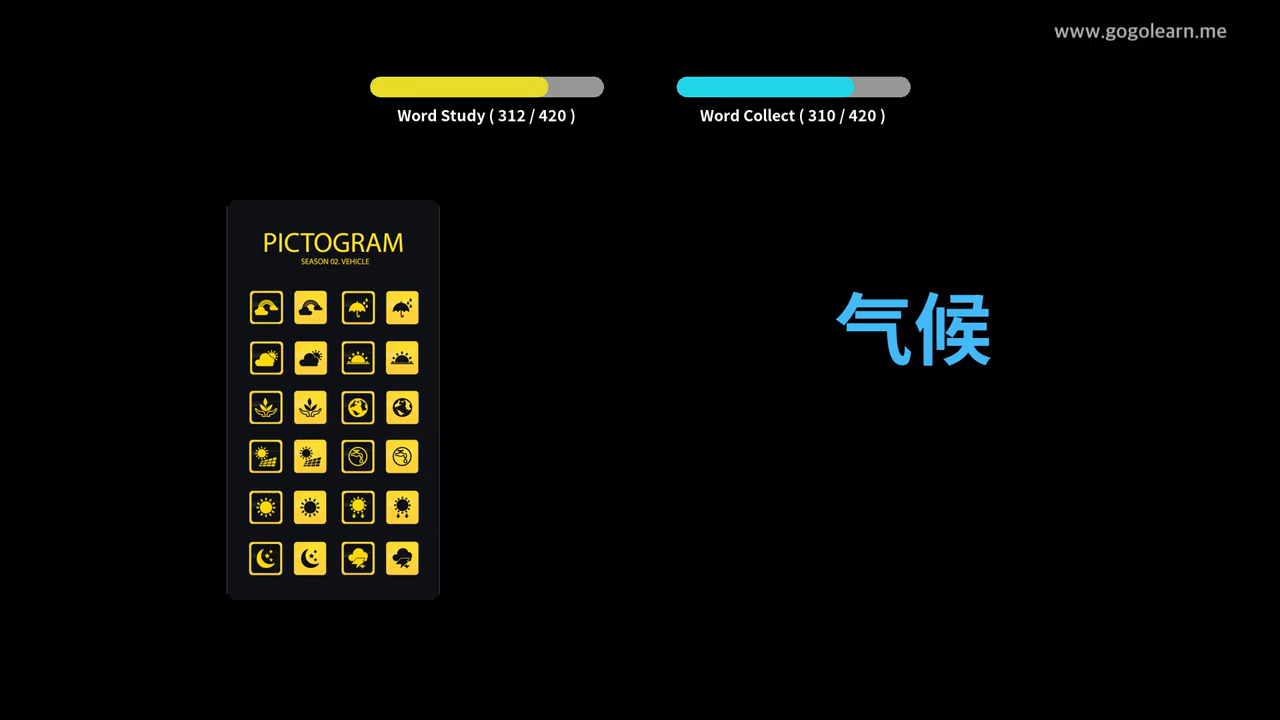 www.gogolearn.me
Word Study ( 312 / 420 )
Word Collect ( 310 / 420 )
PICTOGRAM
SEASON 02. VEHICLE
气候